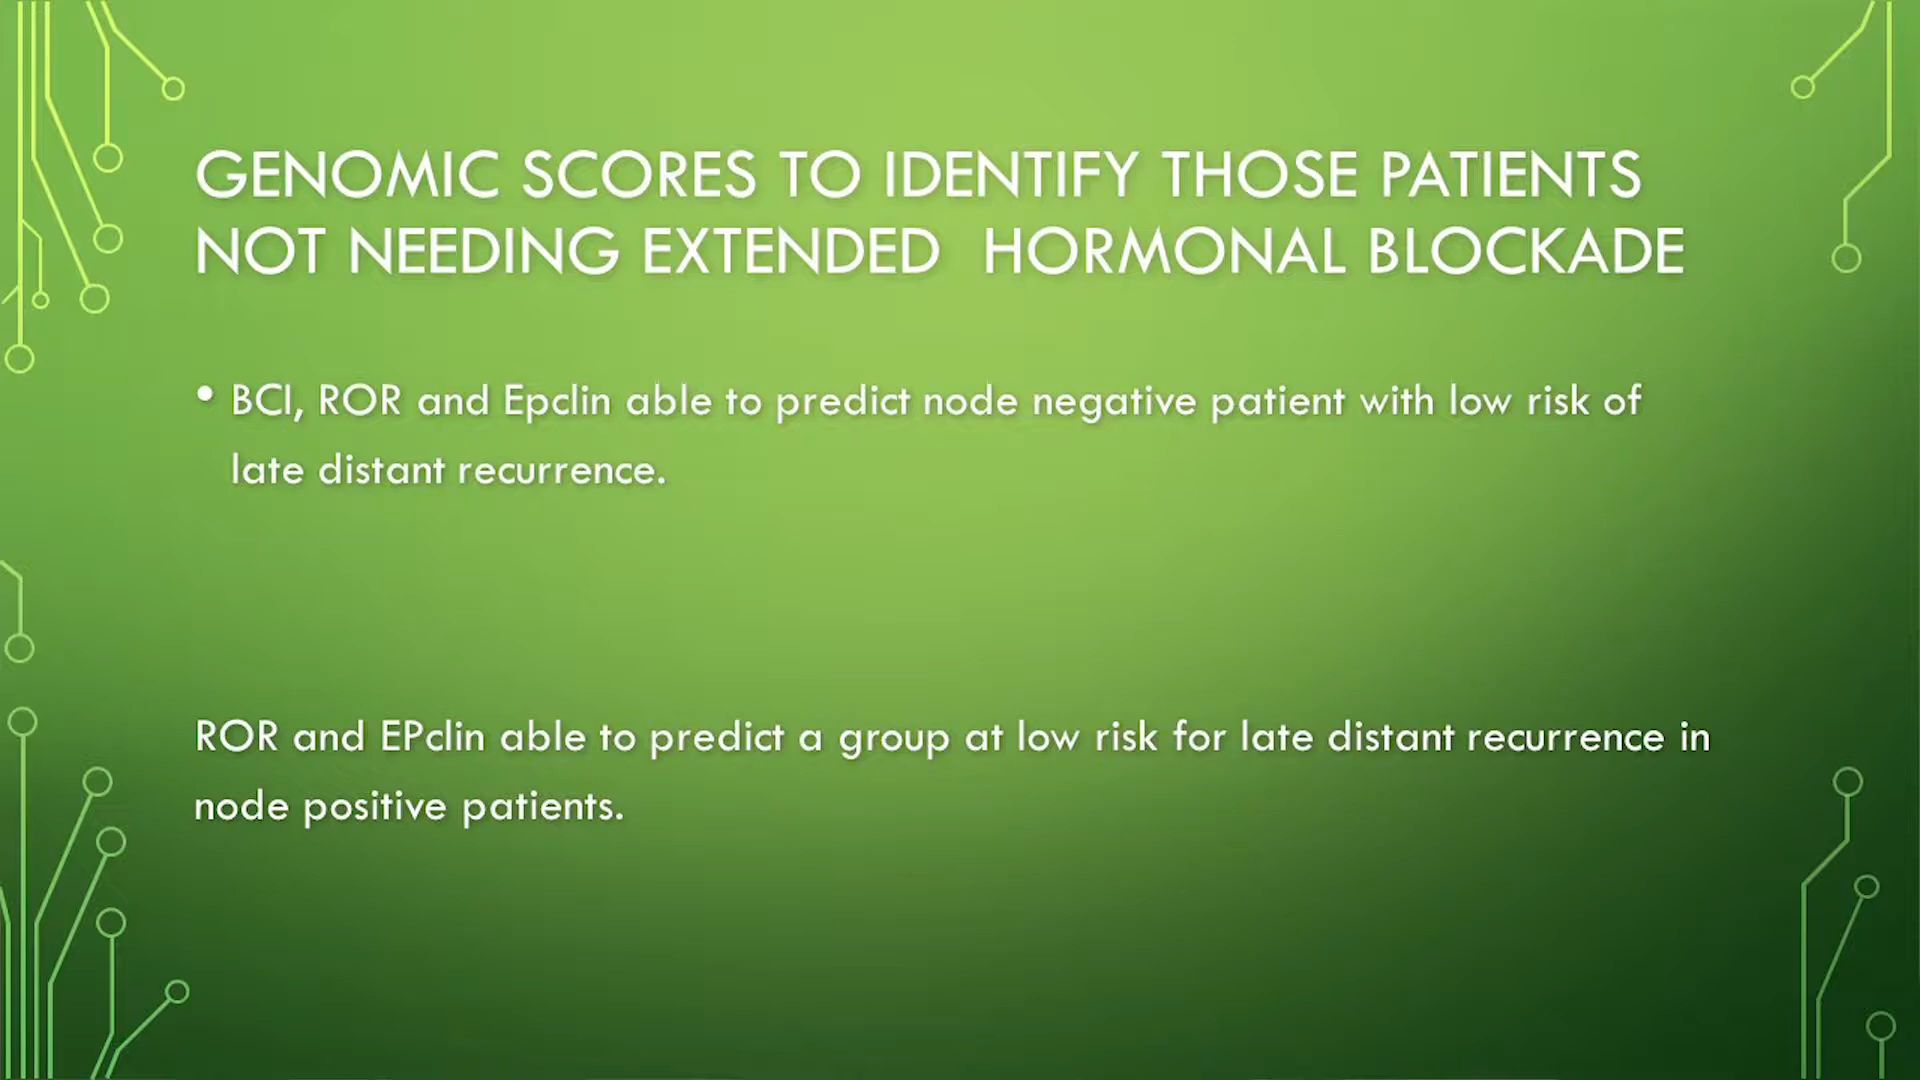 GENOMIC SCORES TO IDENTIFY THOSE PATIENTS
NOT NEEDING EXTENDED  HORMONAL BLOCKADE
• BCI, ROR and Epclin able to predict node negative patient with low risk of
late distant recurrence.
ROR and EPclin able to predict a group at low risk for late distant recurrence in
node positive patients.